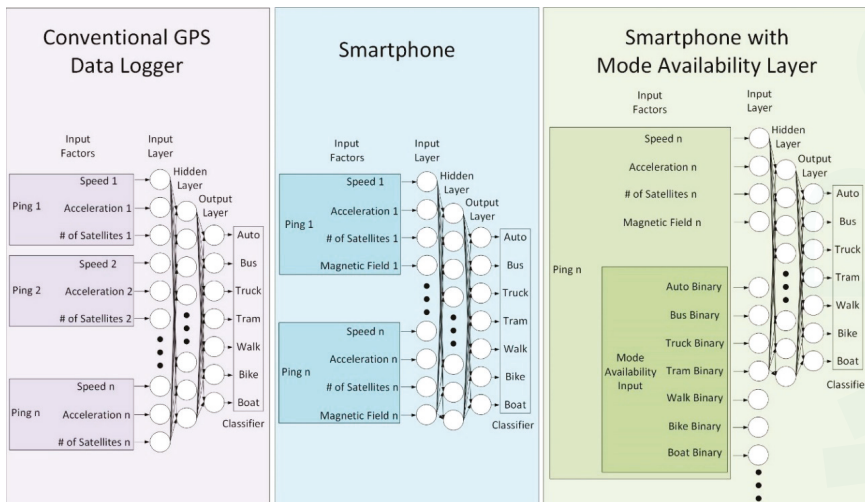 Conventional GPS
Data Logger
Input
Factors
Input
Layer
Hidden
Layer
Output
Layer
Ping 1
Speed 1
Acceleration 1
# of Satellites 1
Ping 2
Speed 2
Acceleration 2
# of Satellites 2
Ping n
Speed n
Acceleration n
# of Satellites n
Auto
Bus
Truck
Tram
Walk
Bike
Boat
Classifier
Smartphone
Input
Factors
Input
Layer
Hidden
Layer
Output
Layer
Ping 1
Speed 1
Acceleration 1
# of Satellites 1
Magnetic Field 1
Ping n
Speed n
Acceleration n
# of Satellites n
Magnetic Field n
Auto
Bus
Truck
Tram
Walk
Bike
Boat
Classifier
Smartphone with
Mode Availability Layer
Input
Factors
Input
Layer
Hidden
Layer
Output
Layer
Ping n
Speed n
Acceleration n
# of Satellites n
Magnetic Field n
Mode
Availability
Input
Auto Binary
Bus Binary
Truck Binary
Tram Binary
Walk Binary
Bike Binary
Boat Binary
Auto
Bus
Truck
Tram
Walk
Bike
Boat
Classifier